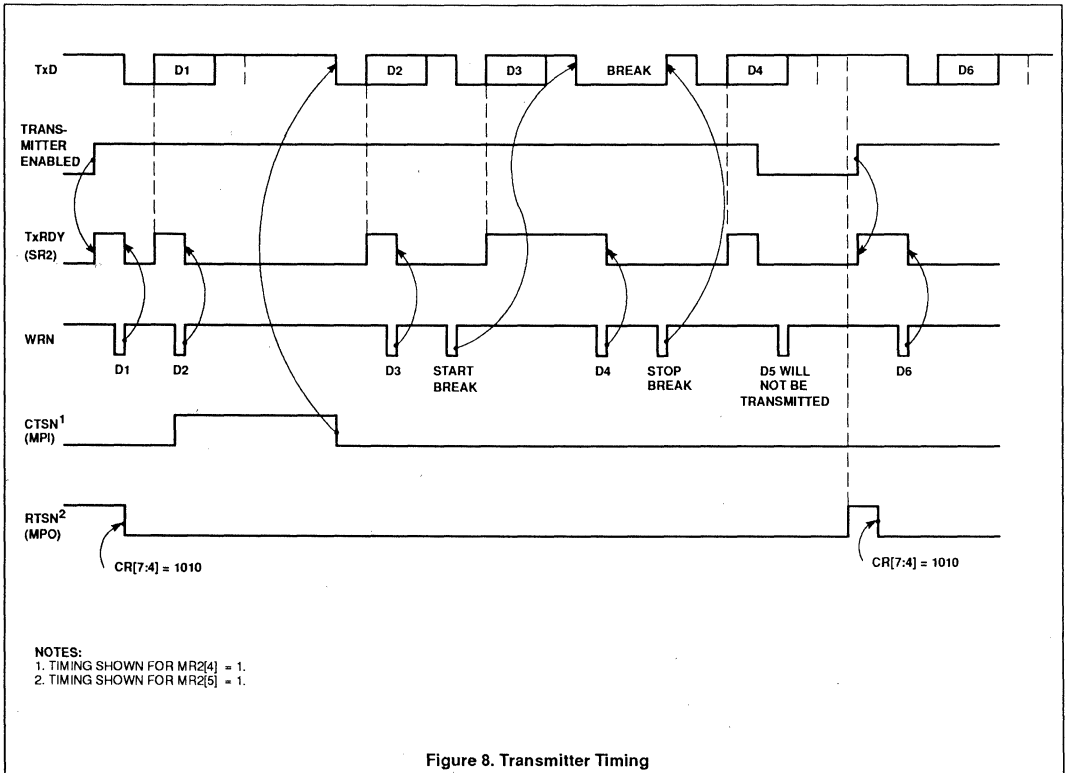 TxD
D1
D2
D3
BREAK
D4
D6
TRANS-
MITTER
ENABLED
TxRDY
(SR2)
WRN
D1
D2
D3
START
BREAK
D4
STOP
BREAK
D5 WILL
NOT BE
TRANSMITTED
D6
CTSN1
(MPI)
RTSN2
(MPO)
CR[7:4] = 1010
CR[7:4] = 1010
NOTES:
1. TIMING SHOWN FOR MR2[4] = 1.
2. TIMING SHOWN FOR MR2[5] = 1.
Figure 8. Transmitter Timing